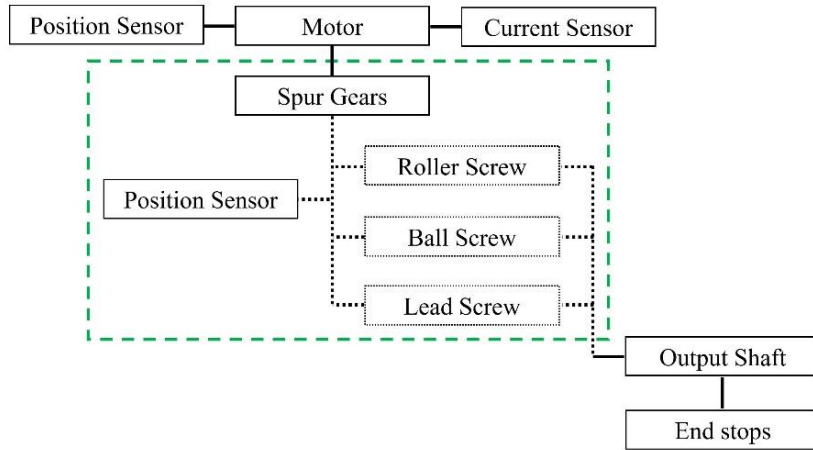 Position Sensor
Motor
Current Sensor
Spur Gears
Roller Screw
Position Sensor
Ball Screw
Lead Screw
Output Shaft
End stops